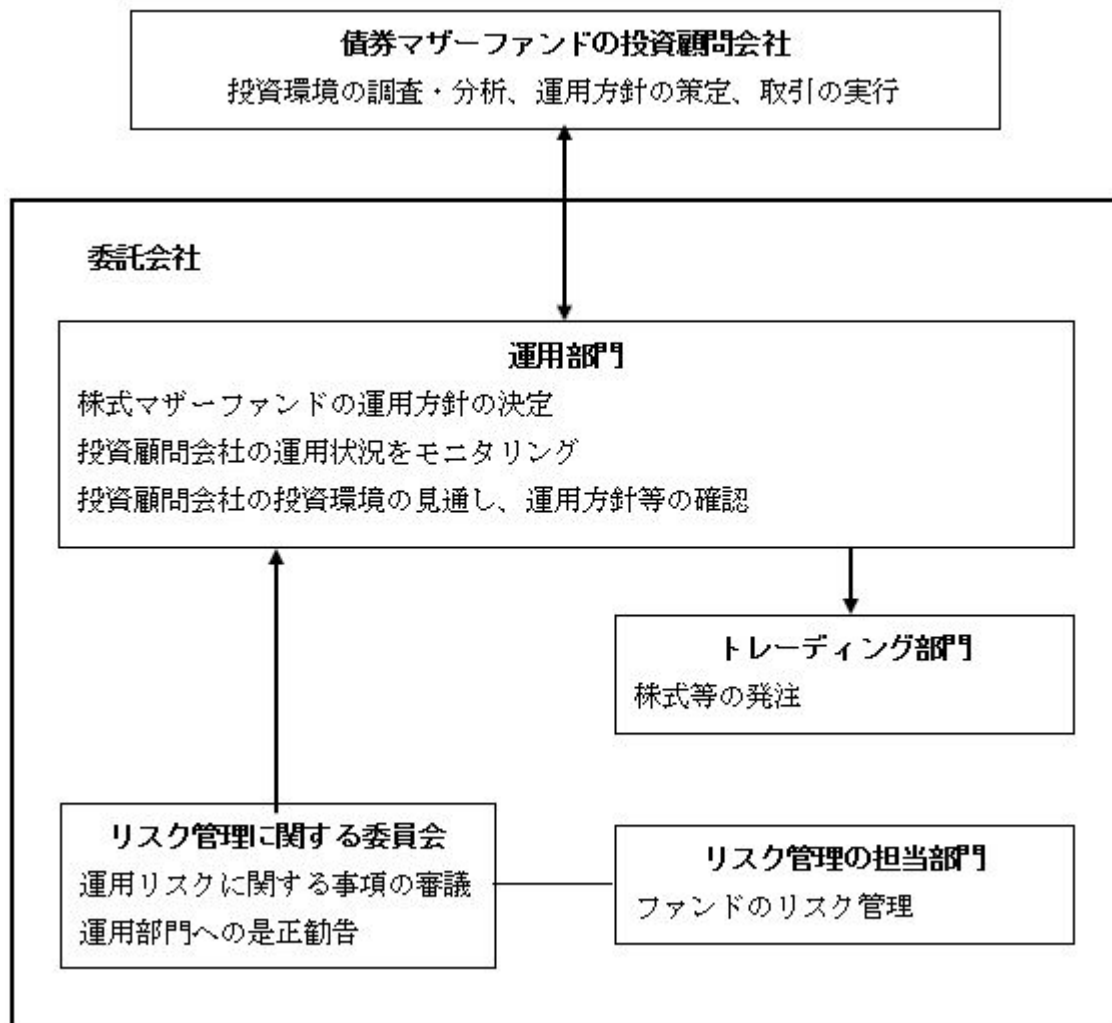 債券マザーファンドの投資顧問会社
投資環境の調査・分析、運用方針の策定、取引の実行
委託会社
運用部門
株式マザーファンドの運用方針の決定
投資顧問会社の運用状況をモニタリング
投資顧問会社の投資環境の見通し、運用方針等の確認
トレーディング部門
株式等の発注
リスク管理に関する委員会
運用リスクに関する事項の審議
運用部門への是正勧告
リスク管理の担当部門
ファンドのリスク管理